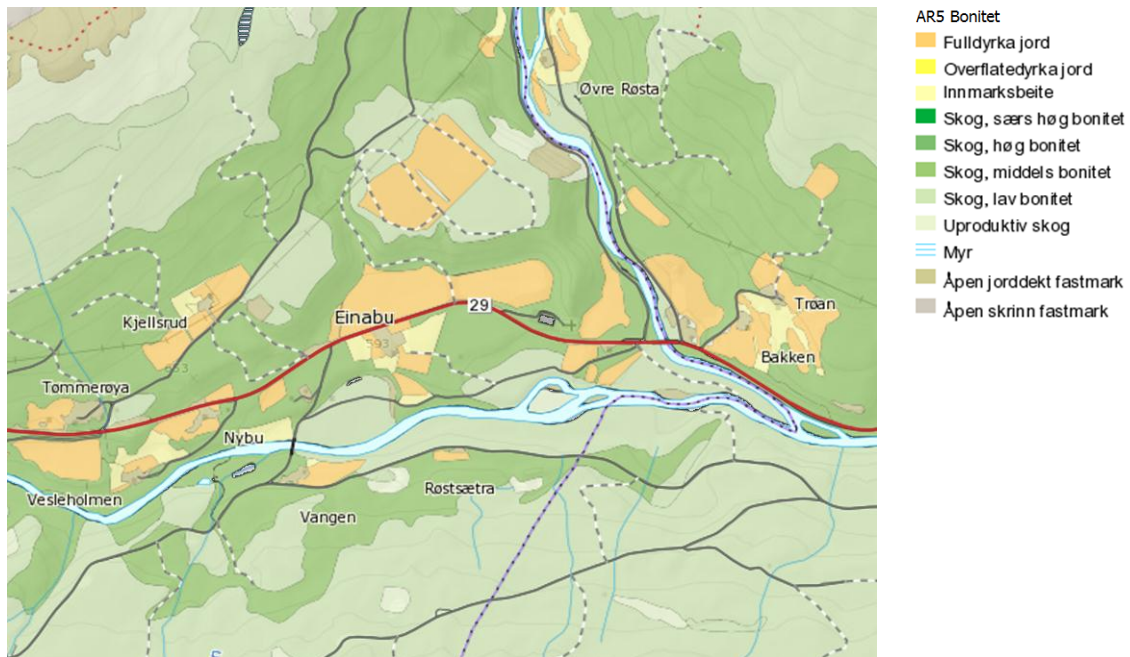 Øvre Røsta
Trøan
29
Kjellsrud
Einabu
593
Bakken
Tømmerøya
Nybu
Røstsætra
Vesleholmen
Vangen
AR5 Bonitet
Fulldyrka jord
Overflatedyrka jord
Innmarksbeite
Skog, særs høg bonitet
Skog, høg bonitet
Skog, middels bonitet
Skog, lav bonitet
Uproduktiv skog
Myr
Åpen jorddekt fastmark
Åpen skrinn fastmark